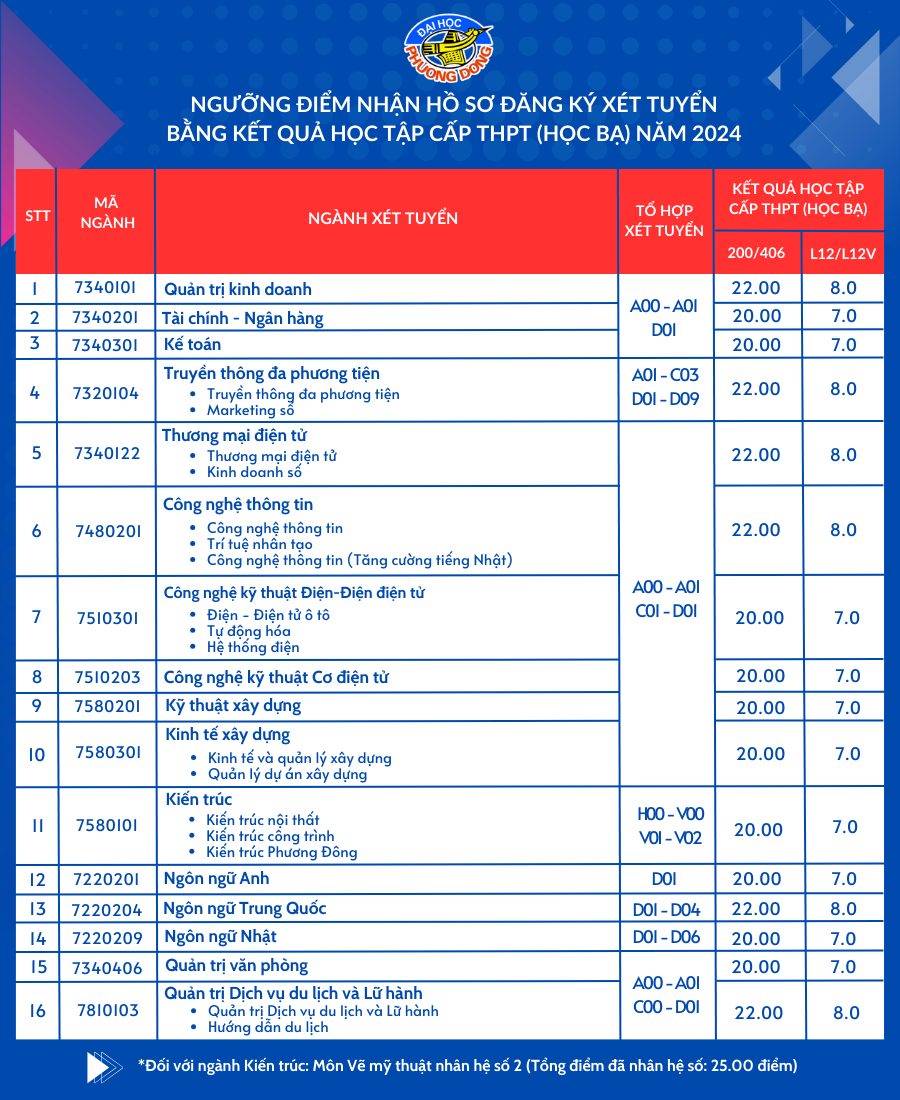 ĐẠI HỌC
PHƯƠNG ĐÔNG
NGƯỠNG ĐIỂM NHẬN HỒ SƠ ĐĂNG KÝ XÉT TUYỂN
BẰNG KẾT QUẢ HỌC TẬP CẤP THPT (HỌC BẠ) NĂM 2024
STT
MÃ
NGÀNH
NGÀNH XÉT TUYỂN
TỔ HỢP
XÉT TUYỂN
KẾT QUẢ HỌC TẬP
CẤP THPT (HỌC BẠ)
200/406 L12/L12V
1 7340101 Quản trị kinh doanh 22.00 8.0
A00 - A01
D01
2 7340201 Tài chính - Ngân hàng 20.00 7.0
3 7340301 Kế toán 20.00 7.0
4 7320104 Truyền thông đa phương tiện
• Truyền thông đa phương tiện
• Marketing số
A01 - C03
D01 - D09
22.00 8.0
5 7340122 Thương mại điện tử
• Thương mại điện tử
• Kinh doanh số
22.00 8.0
6 7480201 Công nghệ thông tin
• Công nghệ thông tin
• Trí tuệ nhân tạo
• Công nghệ thông tin (Tăng cường tiếng Nhật)
22.00 8.0
A00 - A01
C01 - D01
7 7510301 Công nghệ kỹ thuật Điện-Điện điện tử
• Điện - Điện tử ô tô
• Tự động hóa
• Hệ thống điện
20.00 7.0
8 7510203 Công nghệ kỹ thuật Cơ điện tử 20.00 7.0
9 7580201 Kỹ thuật xây dựng 20.00 7.0
10 7580301 Kinh tế xây dựng
• Kinh tế và quản lý xây dựng
• Quản lý dự án xây dựng
20.00 7.0
11 7580101 Kiến trúc
• Kiến trúc nội thất
• Kiến trúc công trình
• Kiến trúc Phương Đông
H00 - V00
V01 - V02
20.00 7.0
12 7220201 Ngôn ngữ Anh D01 20.00 7.0
13 7220204 Ngôn ngữ Trung Quốc D01 - D04 22.00 8.0
14 7220209 Ngôn ngữ Nhật D01 - D06 20.00 7.0
15 7340406 Quản trị văn phòng 20.00 7.0
A00 - A01
C00 - D01
16 7810103 Quản trị Dịch vụ du lịch và Lữ hành
• Quản trị Dịch vụ du lịch và Lữ hành
• Hướng dẫn du lịch
22.00 8.0
*Đối với ngành Kiến trúc: Môn Vẽ mỹ thuật nhân hệ số 2 (Tổng điểm đã nhân hệ số: 25.00 điểm)